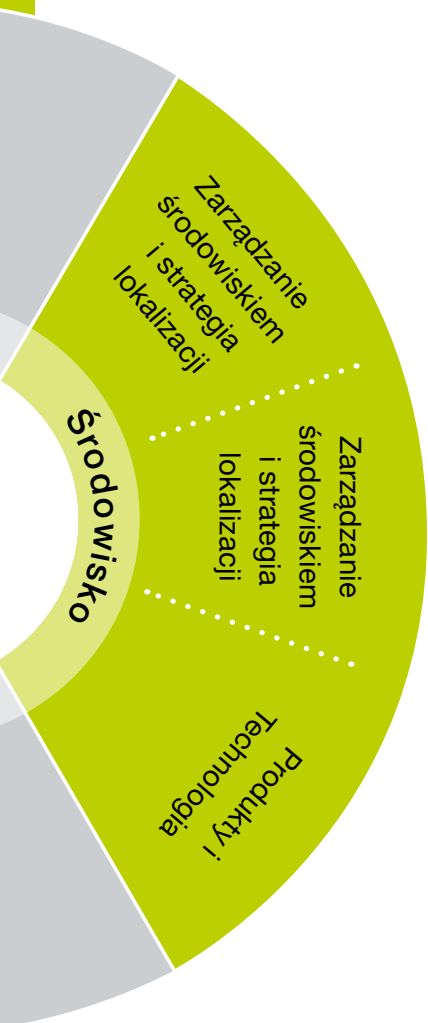 Zarządzanie
środowiskiem
i strategia
lokalizacji
Środowisko
Zarządzanie
środowiskiem
i strategia
lokalizacji
Produkty i
Technologia